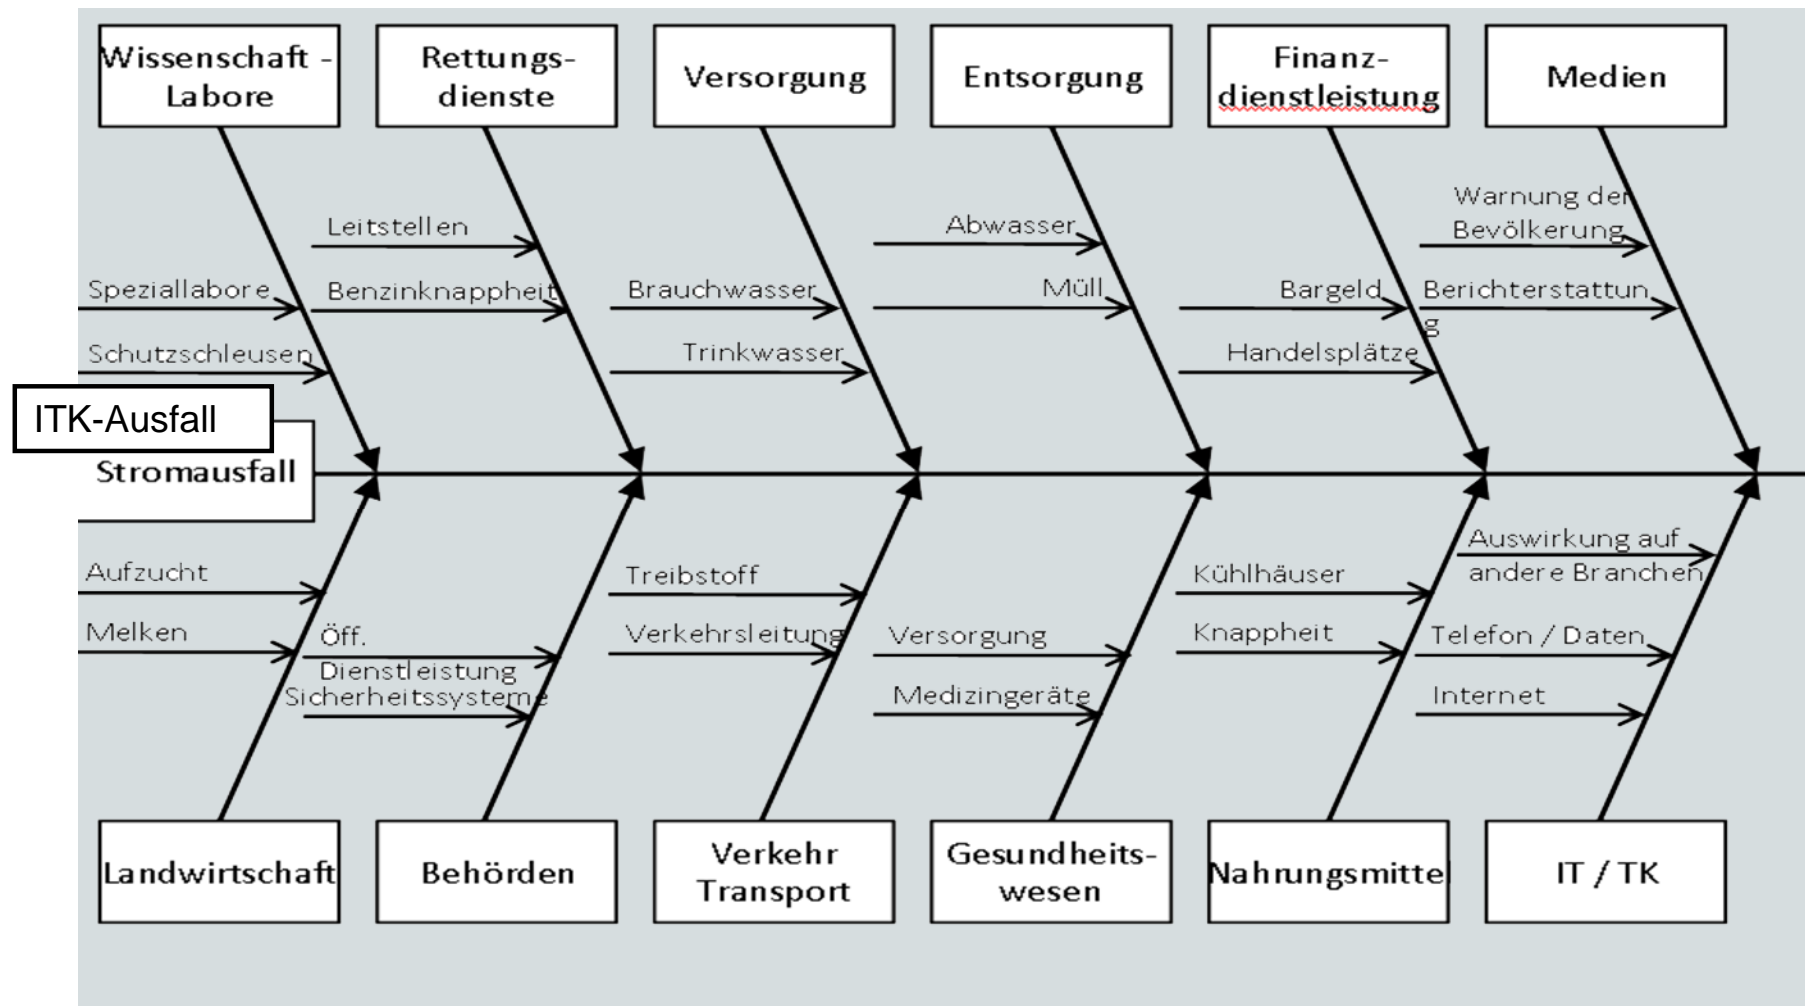 Wissenschaft -
Labore
Rettungs-
dienste
Versorgung
Entsorgung
Finanz-
dienstleistung
Medien
Warnung der
Bevölkerung
Leitstellen
Abwasser
Speziallabore
Benzinknappheit
Brauchwasser
Müll
Bargeld
Berichterstattun
g
Schutzschleusen
Trinkwasser
Handelsplätze
ITK-Ausfall
Stromausfall
Auswirkung auf
andere Branchen
Aufzucht
Treibstoff
Kühlhäuser
Melken
Öff.
Dienstleistung
Verkehrsleitung
Versorgung
Knappheit
Telefon / Daten
Sicherheitssysteme
Medizingeräte
Internet
Landwirtschaft
Behörden
Verkehr
Transport
Gesundheits-
wesen
Nahrungsmittel
IT / TK